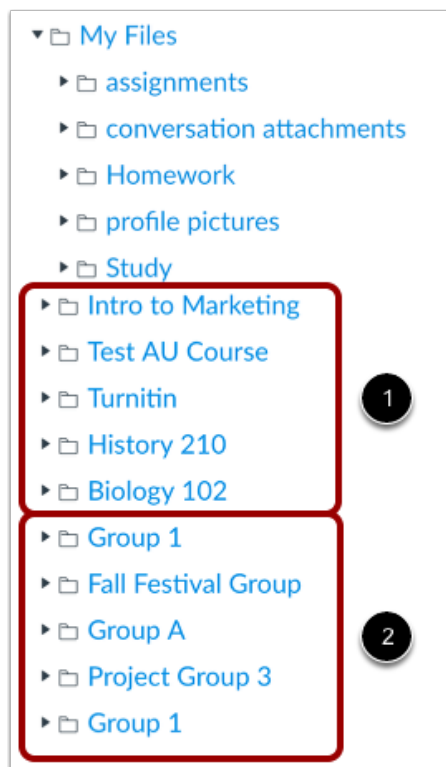 My Files
assignments
conversation attachments
Homework
profile pictures
Study
Intro to Marketing
Test AU Course
Turnitin
History 210
Biology 102
1
Group 1
Fall Festival Group
Group A
Project Group 3
Group 1
2